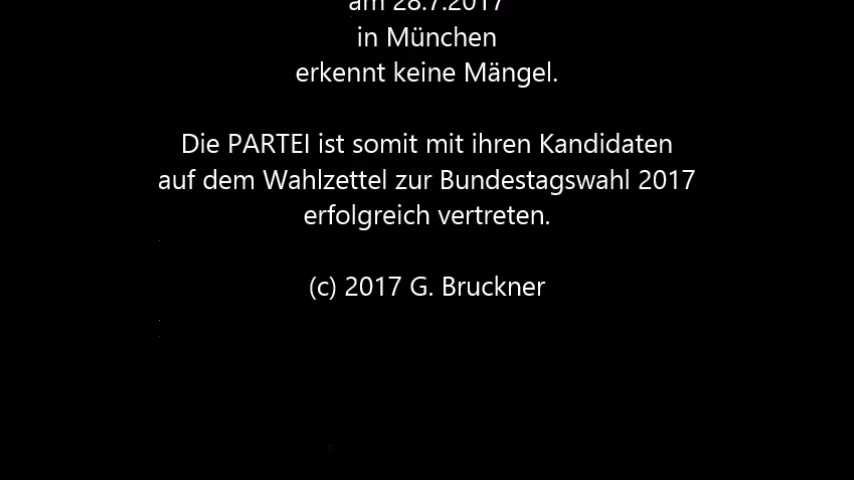 am 28.7.2017
in München
erkennt keine Mängel.
Die PARTEI ist somit mit ihren Kandidaten
auf dem Wahlzettel zur Bundestagswahl 2017
erfolgreich vertreten.
(c) 2017 G. Bruckner